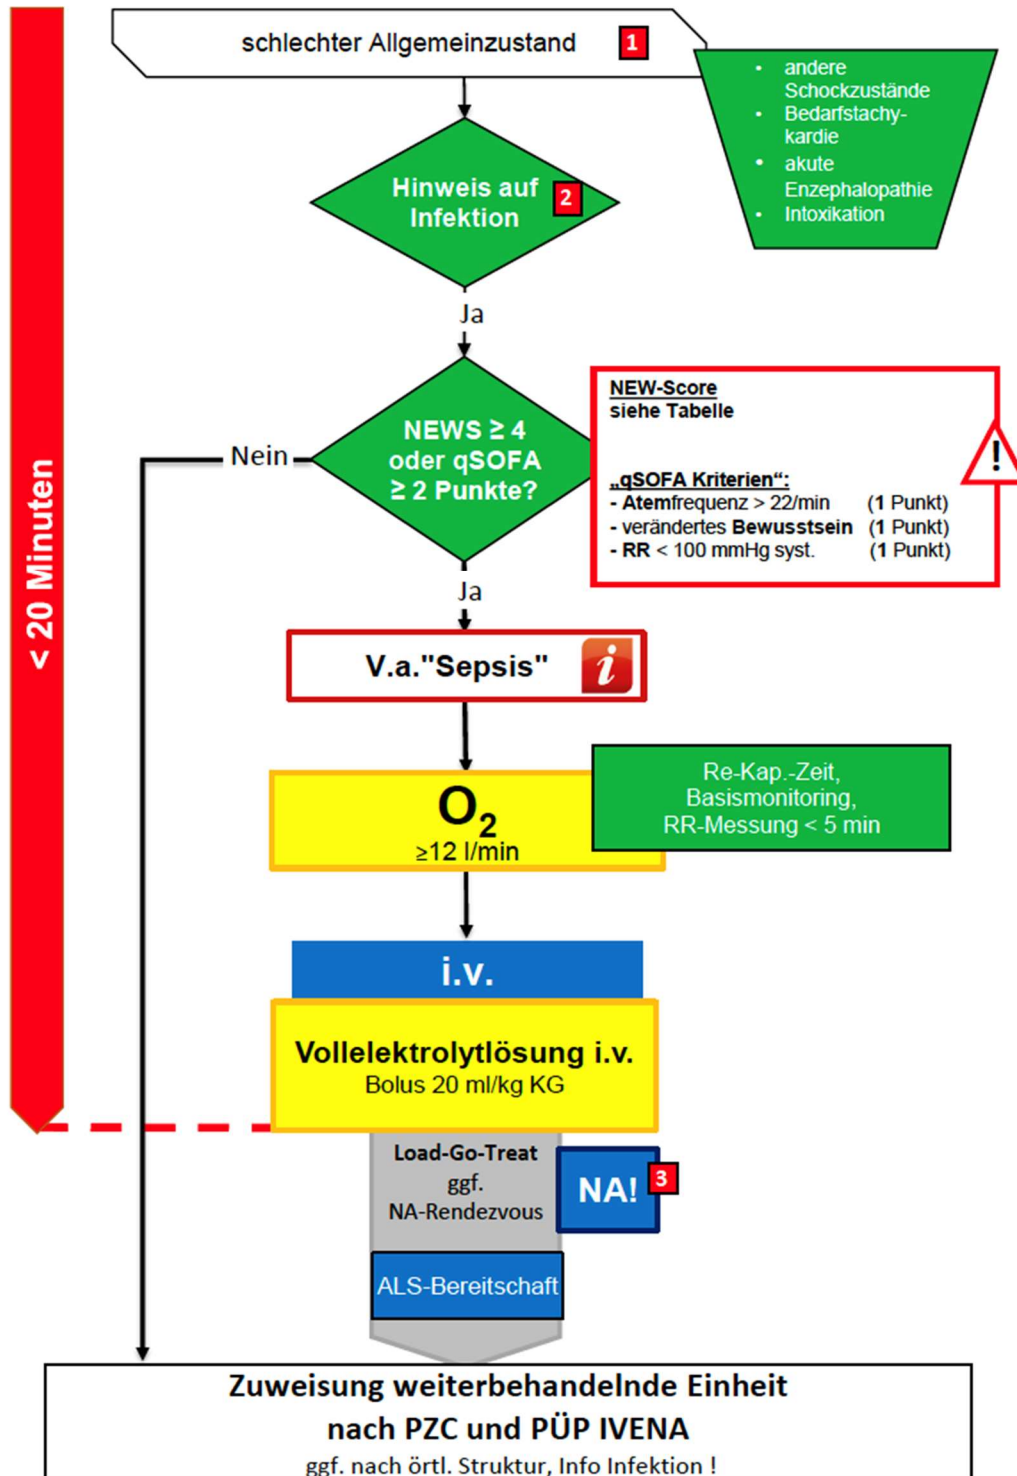 schlechter Allgemeinzustand 1
• andere
Schockzustände
• Bedarfstachy-
kardie
• akute
Enzephalopathie
• Intoxikation
Hinweis auf 2
Infektion
Ja
NEWS ≥ 4
oder qSOFA
≥ 2 Punkte?
Nein
NEW-Score
siehe Tabelle
!
„qSOFA Kriterien“:
- Atemfrequenz > 22/min (1 Punkt)
- verändertes Bewusstsein (1 Punkt)
- RR < 100 mmHg syst. (1 Punkt)
Ja
< 20 Minuten
V.a."Sepsis" i
O₂
≥12 l/min
Re-Kap.-Zeit,
Basismonitoring,
RR-Messung < 5 min
i.v.
Vollelektrolytlösung i.v.
Bolus 20 ml/kg KG
Load-Go-Treat
ggf.
NA-Rendezvous
NA! 3
ALS-Bereitschaft
Zuweisung weiterbehandelnde Einheit
nach PZC und PÜP IVENA
ggf. nach örtl. Struktur, Info Infektion !